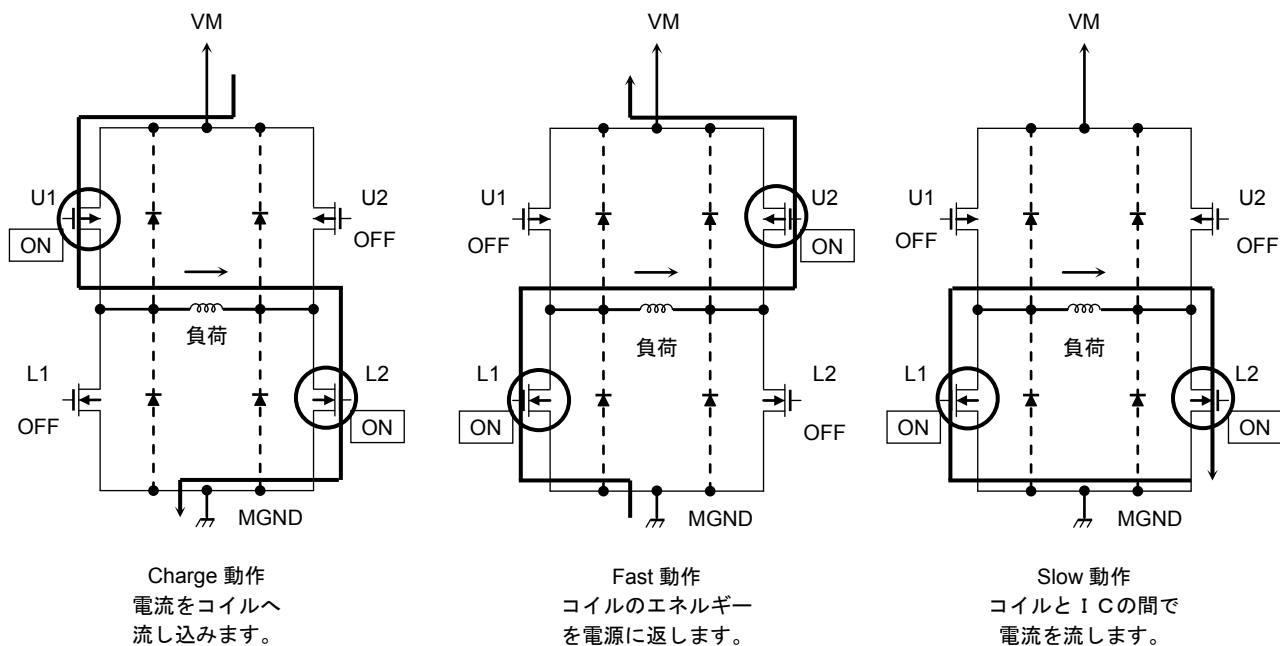 VM
U1
ON
U2
OFF
負荷
L1
OFF
L2
ON
MGND
Charge 動作
電流をコイルへ
流し込みます。
VM
U1
OFF
U2
ON
負荷
L1
ON
L2
OFF
MGND
Fast 動作
コイルのエネルギー
を電源に返します。
VM
U1
OFF
U2
OFF
負荷
L1
ON
L2
ON
MGND
Slow 動作
コイルとＩＣの間で
電流を流します。